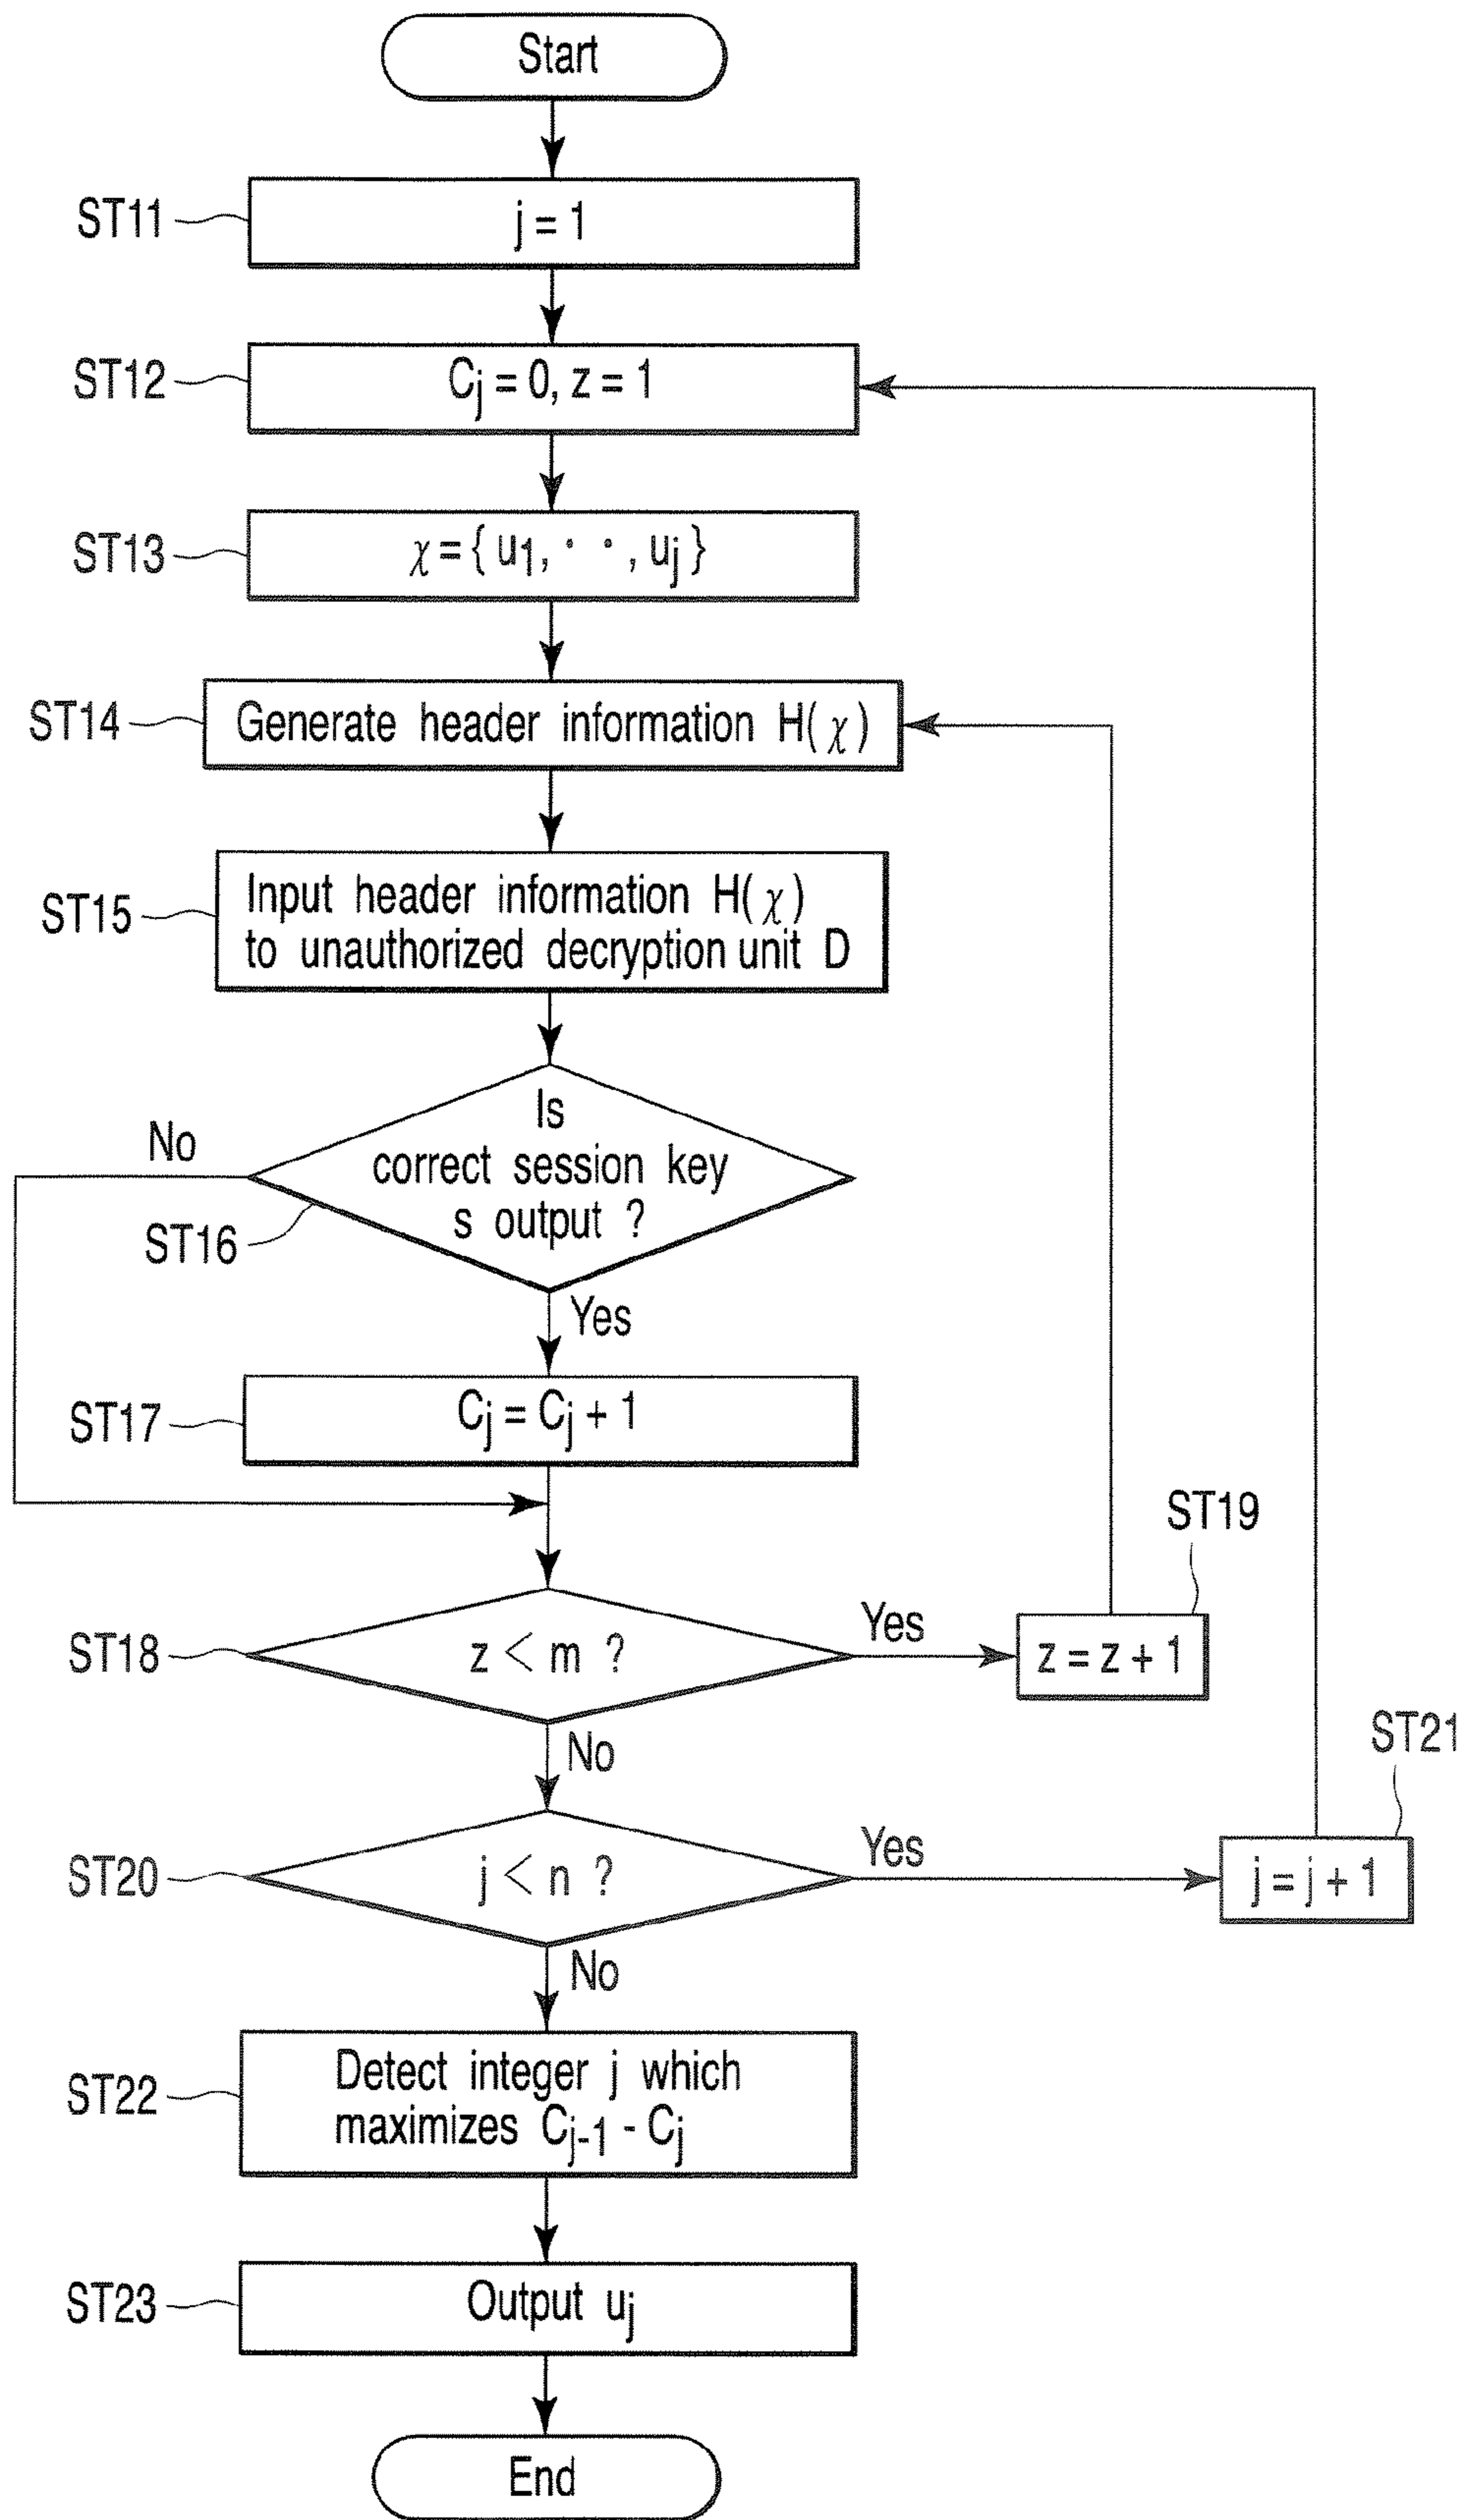 Start
ST11
j = 1
ST12
Cj = 0, z = 1
ST13
χ = { u1, · · , uj }
ST14
Generate header information H(χ)
ST15
Input header information H(χ)
to unauthorized decryption unit D
No
Is
correct session key
s output ?
ST16
Yes
ST17
Cj = Cj + 1
ST19
ST18
z < m ?
Yes
z = z + 1
No
ST21
ST20
j < n ?
Yes
j = j + 1
No
ST22
Detect integer j which
maximizes Cj-1 - Cj
ST23
Output uj
End